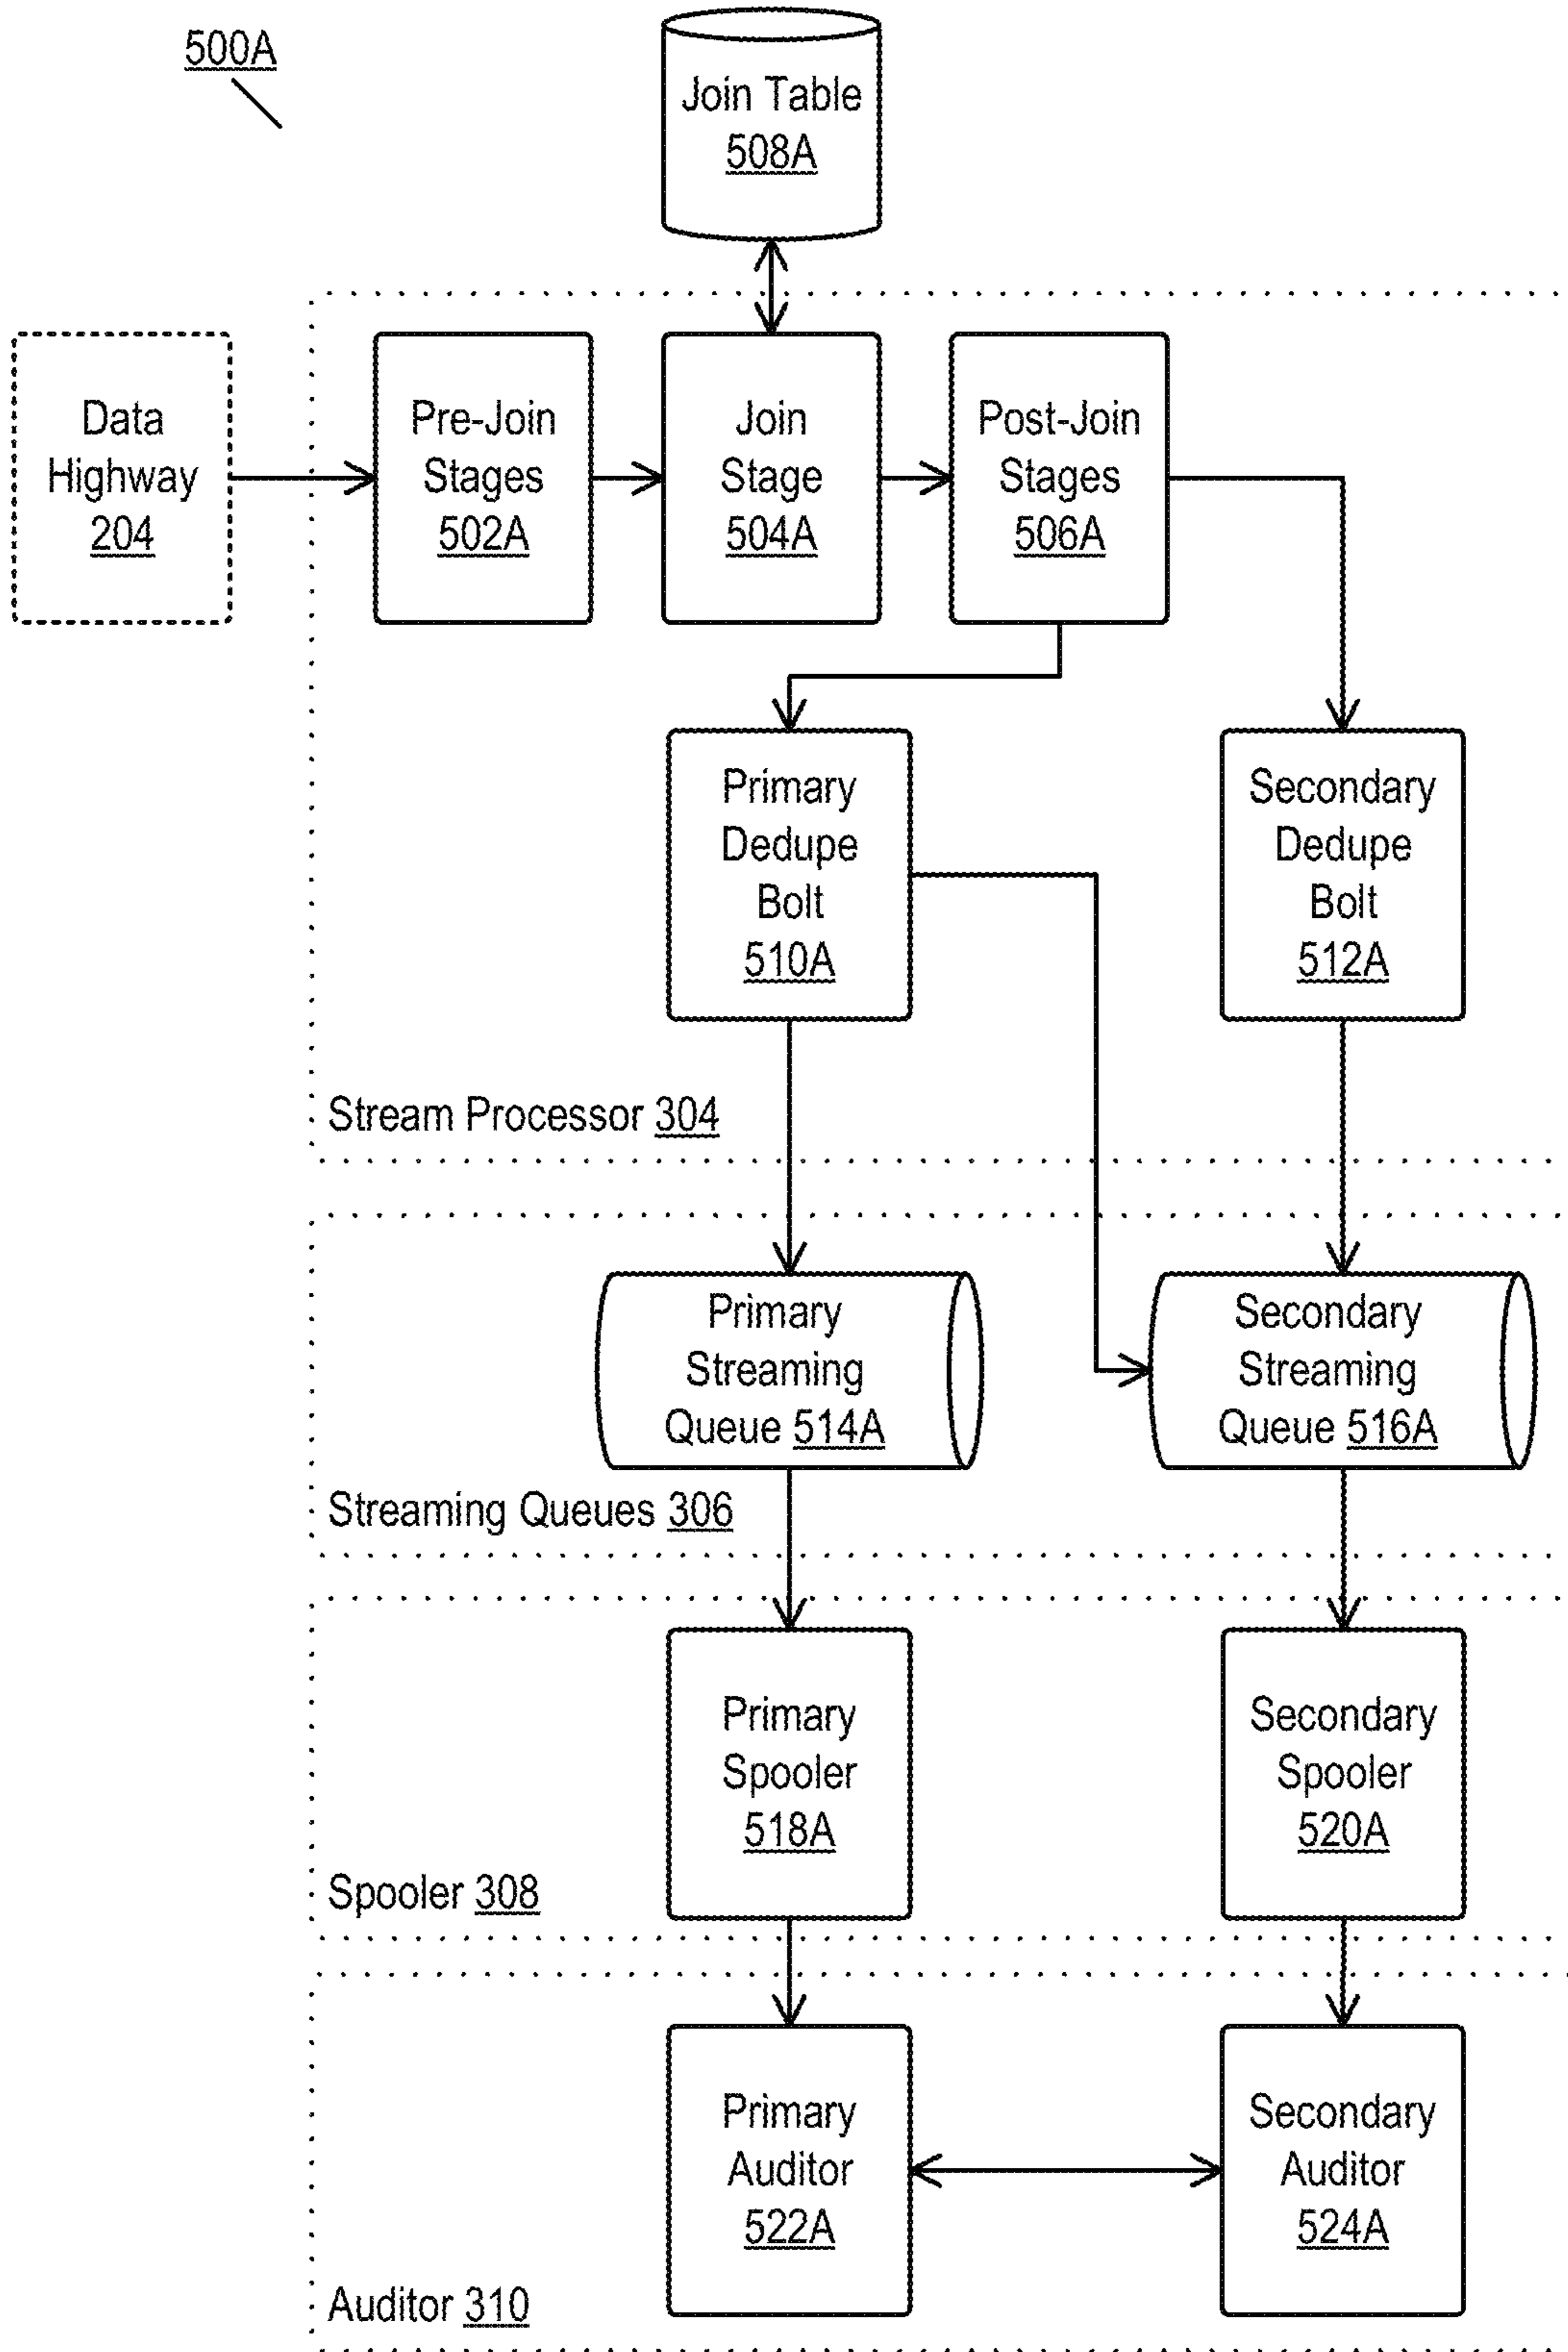 500A
Join Table
508A
Data
Highway
204
Pre-Join
Stages
502A
Join
Stage
504A
Post-Join
Stages
506A
Primary
Dedupe
Bolt
510A
Secondary
Dedupe
Bolt
512A
Stream Processor 304
Primary
Streaming
Queue 514A
Secondary
Streaming
Queue 516A
Streaming Queues 306
Primary
Spooler
518A
Secondary
Spooler
520A
Spooler 308
Primary
Auditor
522A
Secondary
Auditor
524A
Auditor 310